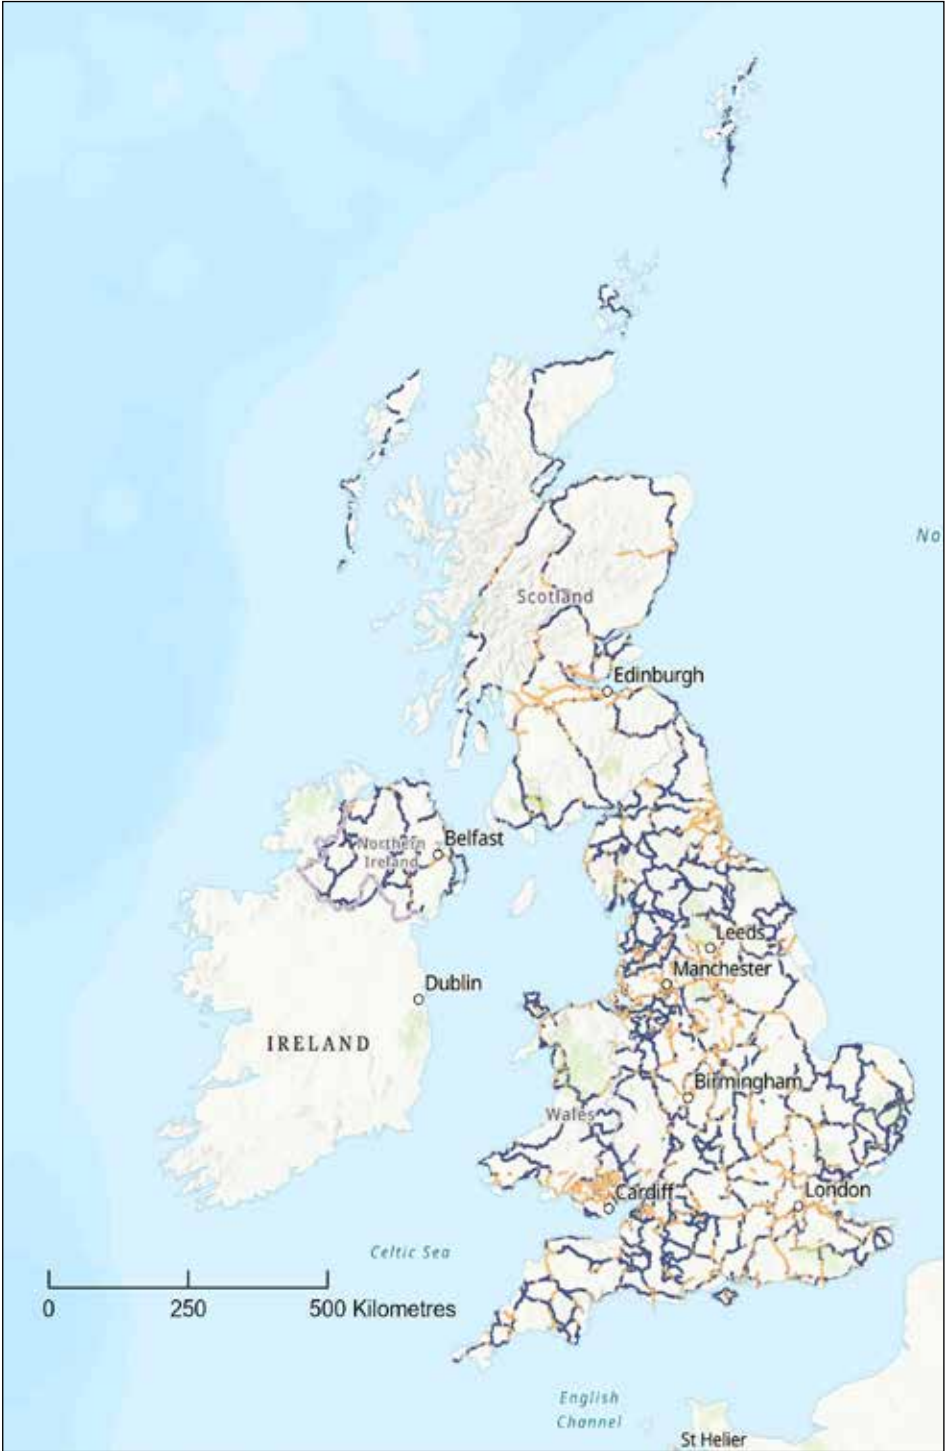 Na
Scotland
Edinburgh
Belfast
Northern
Ireland
Leeds
Manchester
Dublin
IRELAND
Birmingham
Wales
Cardiff
London
Celtic Sea
0 250 500 Kilometres
English
Channel
St Helier